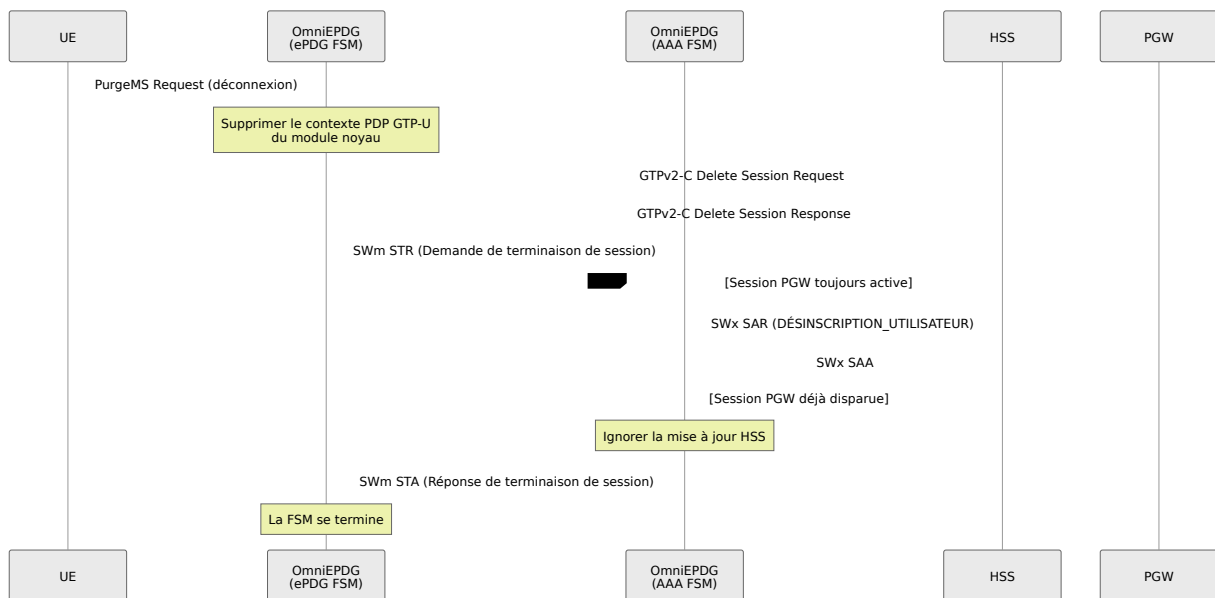 UE
OmniEPDG
(ePDG FSM)
OmniEPDG
(AAA FSM)
HSS
PGW
PurgeMS Request (déconnexion)
Supprimer le contexte PDP GTP-U
du module noyau
GTPv2-C Delete Session Request
GTPv2-C Delete Session Response
SWm STR (Demande de terminaison de session)
[Session PGW toujours active]
SWx SAR (DÉSINSCRIPTION_UTILISATEUR)
SWx SAA
[Session PGW déjà disparue]
Ignorer la mise à jour HSS
SWm STA (Réponse de terminaison de session)
La FSM se termine
UE
OmniEPDG
(ePDG FSM)
OmniEPDG
(AAA FSM)
HSS
PGW